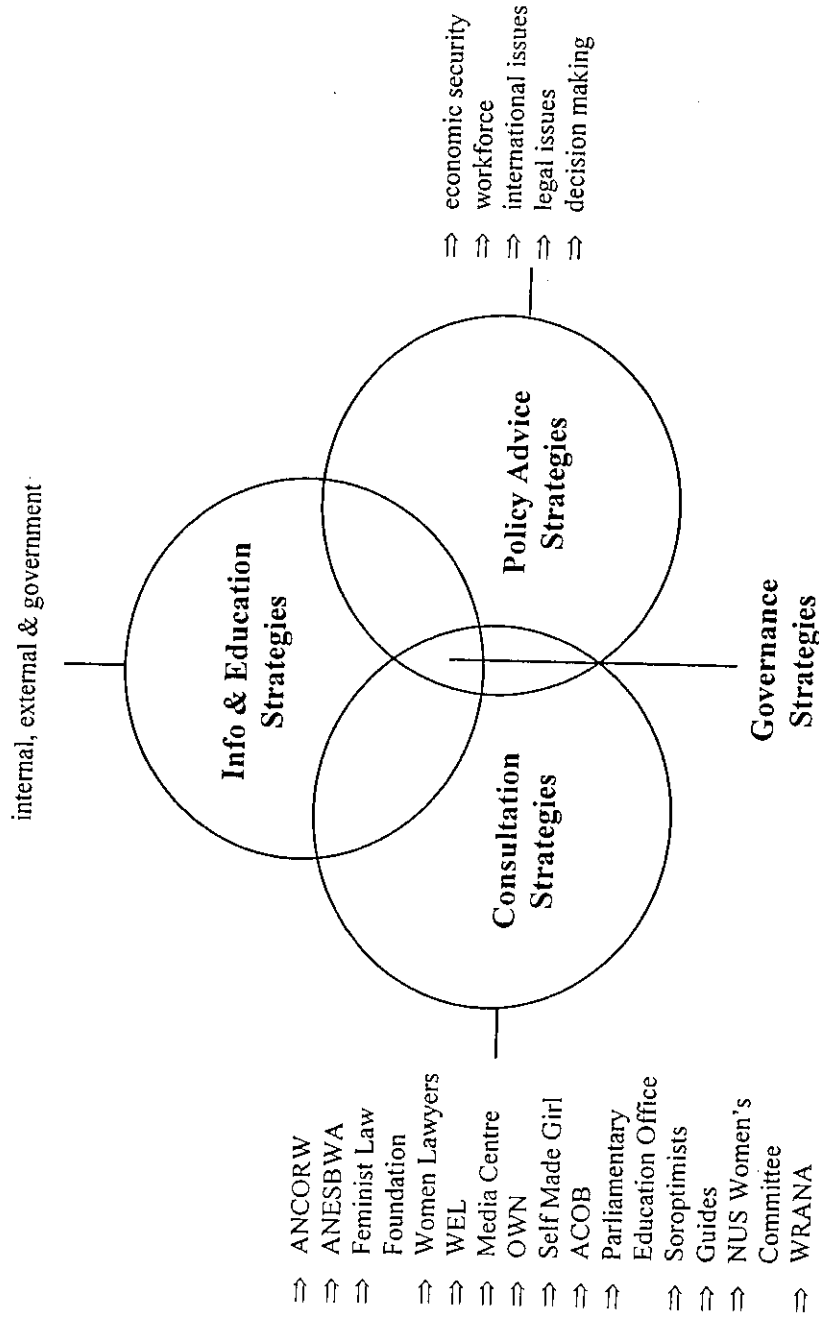 internal, external & government
Info & Education
Strategies
Consultation
Strategies
Policy Advice
Strategies
Governance
Strategies
⇒ ANCORW
⇒ ANESBWA
⇒ Feminist Law
Foundation
⇒ Women Lawyers
⇒ WEL
⇒ Media Centre
⇒ OWN
⇒ Self Made Girl
⇒ ACOB
⇒ Parliamentary
Education Office
⇒ Soroptimists
⇒ Guides
⇒ NUS Women's
Committee
⇒ WRANA
⇒ economic security
⇒ workforce
⇒ international issues
⇒ legal issues
⇒ decision making